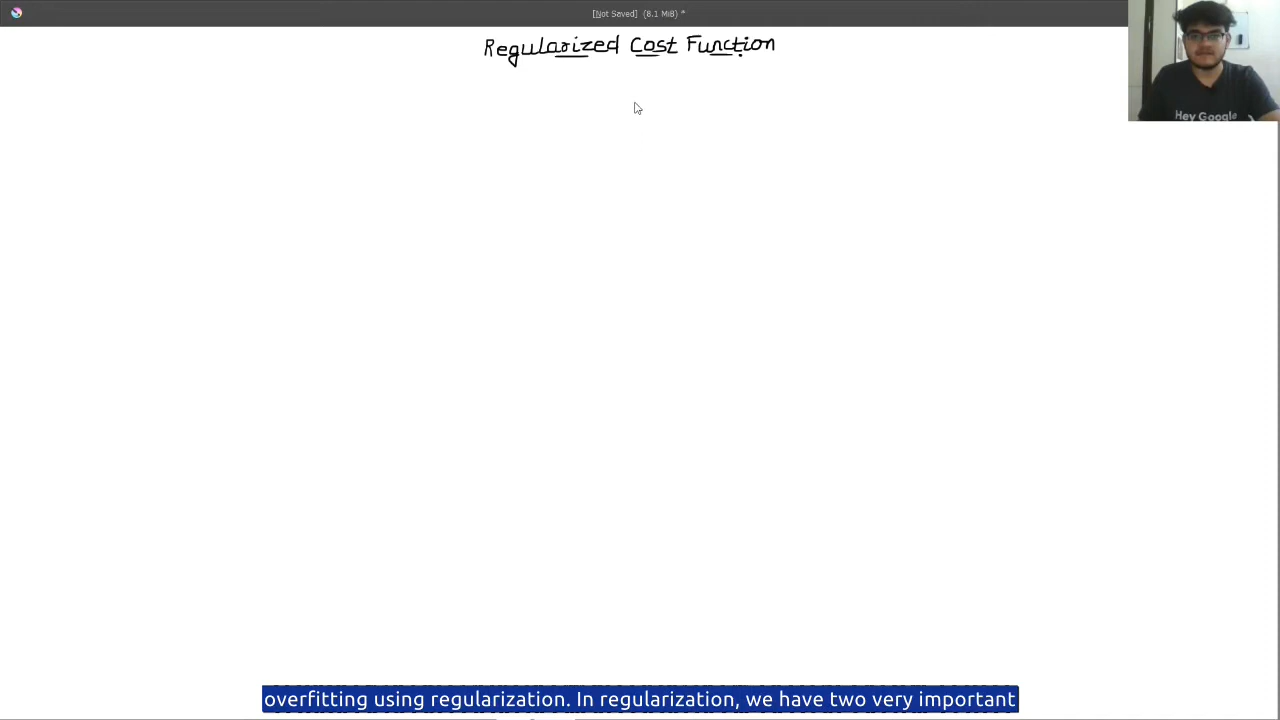 [Not Saved] (8.1 MiB) *
Regularized Cost Function
Hey Google
overfitting using regularization. In regularization, we have two very important